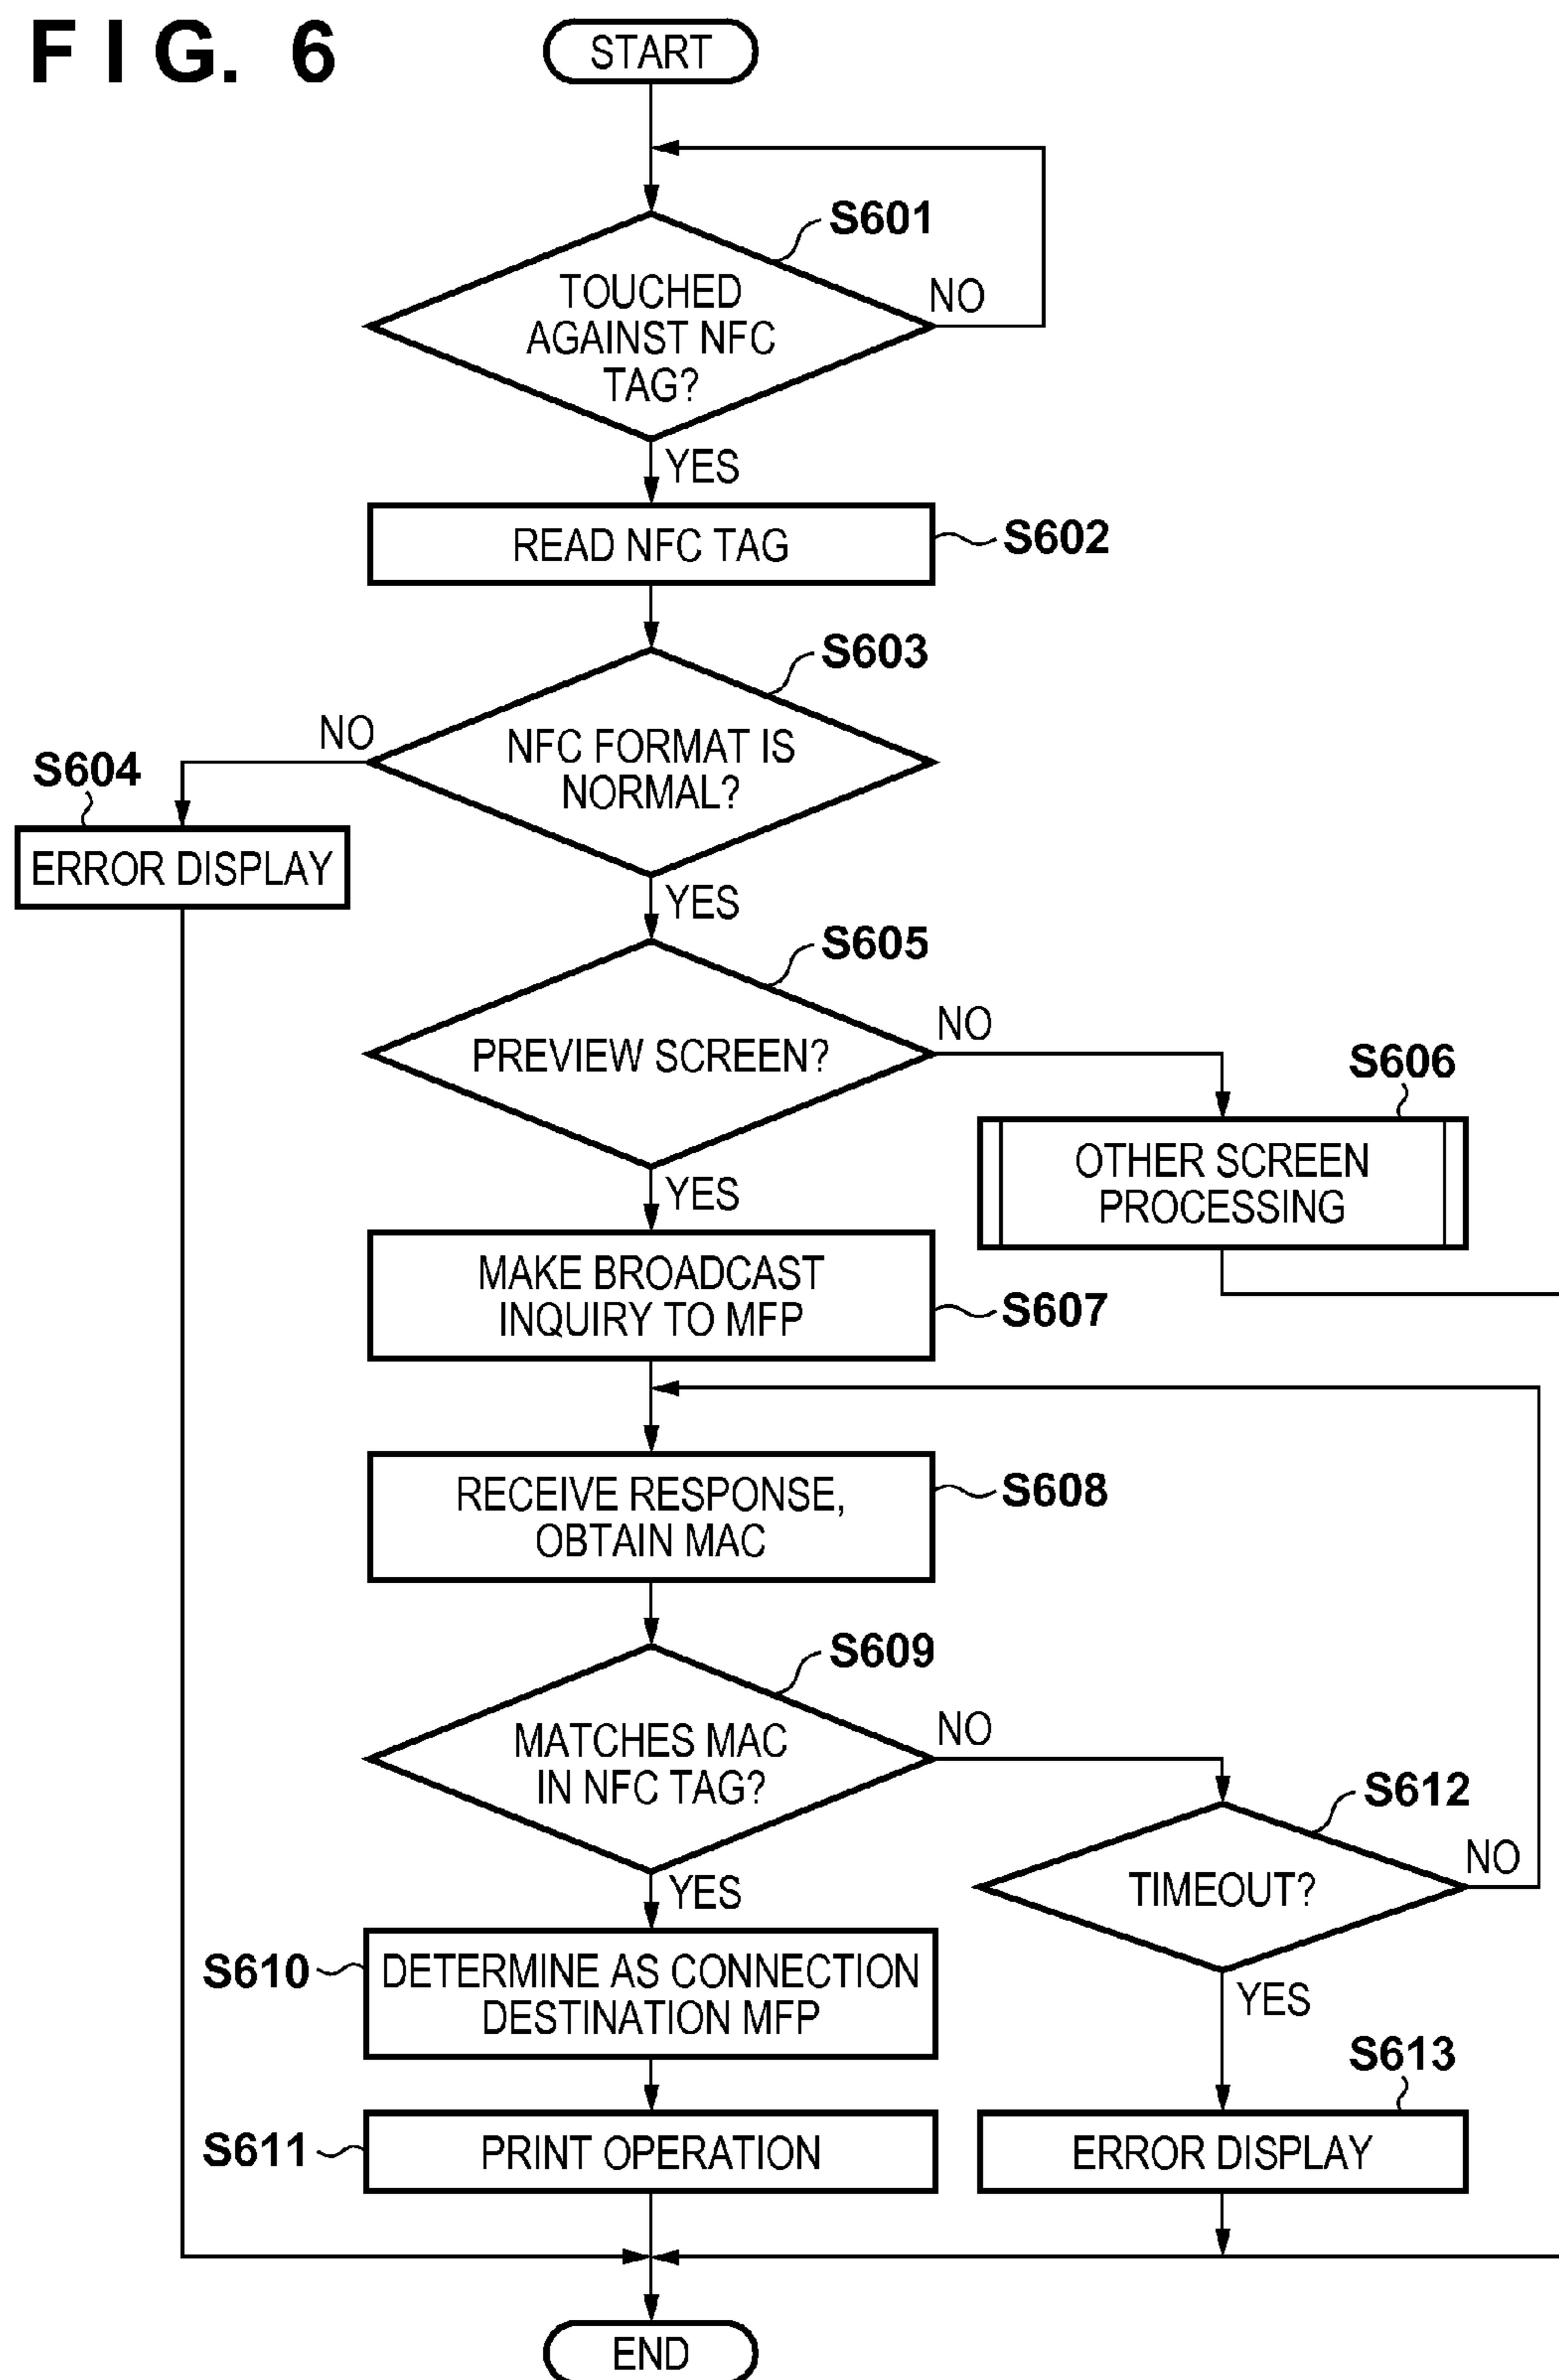 FIG. 6
START
S601
TOUCHED
AGAINST NFC
TAG?
NO
YES
READ NFC TAG
S602
S603
NFC FORMAT IS
NORMAL?
NO
S604
ERROR DISPLAY
YES
S605
PREVIEW SCREEN?
NO
S606
OTHER SCREEN
PROCESSING
YES
MAKE BROADCAST
INQUIRY TO MFP
S607
RECEIVE RESPONSE,
OBTAIN MAC
S608
S609
MATCHES MAC
IN NFC TAG?
NO
S612
TIMEOUT?
NO
YES
S610
DETERMINE AS CONNECTION
DESTINATION MFP
YES
S613
S611
PRINT OPERATION
ERROR DISPLAY
END